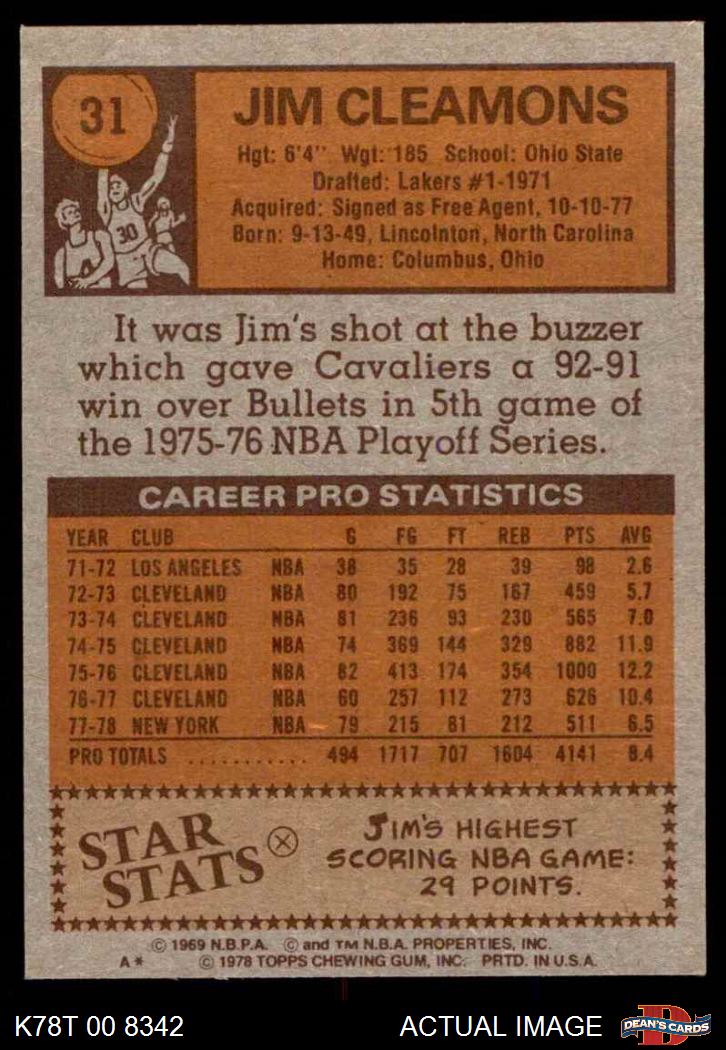 31
JIM CLEAMONS
Hgt: 6'4" Wgt: 185 School: Ohio State
Drafted: Lakers #1-1971
Acquired: Signed as Free Agent, 10-10-77
Born: 9-13-49, Lincolnton, North Carolina
Home: Columbus, Ohio
30
It was Jim's shot at the buzzer
which gave Cavaliers a 92-91
win over Bullets in 5th game of
the 1975-76 NBA Playoff Series.
CAREER PRO STATISTICS
YEAR CLUB G FG FT REB PTS AVG
71-72 LOS ANGELES NBA 38 35 28 39 98 2.6
72-73 CLEVELAND NBA 80 192 75 167 459 5.7
73-74 CLEVELAND NBA 81 236 93 230 565 7.0
74-75 CLEVELAND NBA 74 369 144 329 882 11.9
75-76 CLEVELAND NBA 82 413 174 354 1000 12.2
76-77 CLEVELAND NBA 60 257 112 273 626 10.4
77-78 NEW YORK NBA 79 215 81 212 511 6.5
PRO TOTALS ........... 494 1717 707 1604 4141 8.4
STAR
STATS
JIM'S HIGHEST
SCORING NBA GAME:
29 POINTS.
© 1969 N.B.P.A. © and TM N.B.A. PROPERTIES, INC.
A* © 1978 TOPPS CHEWING GUM, INC. PRTD. IN U.S.A.
K78T 00 8342 ACTUAL IMAGE
D
DEAN'S CARDS